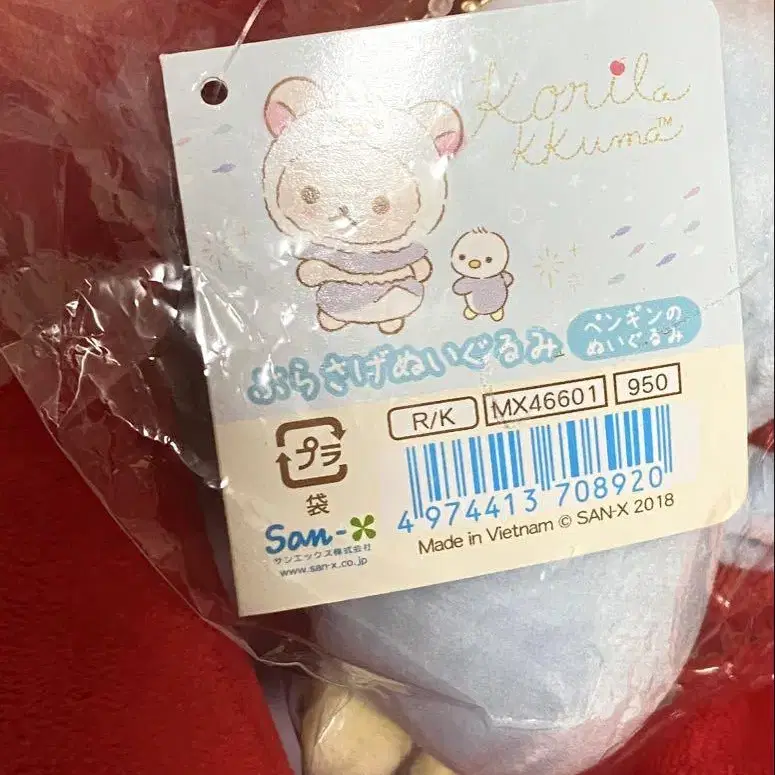 Korila
kkuma™
ぶらさげぬいぐるみ
ペンギンの
ぬいぐるみ
R/K MX46601 950
プラ
袋
4 974413 708920
San-X
サンエックス株式会社
www.san-x.co.jp
Made in Vietnam © SAN-X 2018